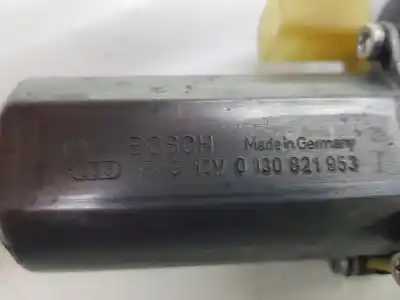 BOSCH Made in Germany
12V 0 130 821 953